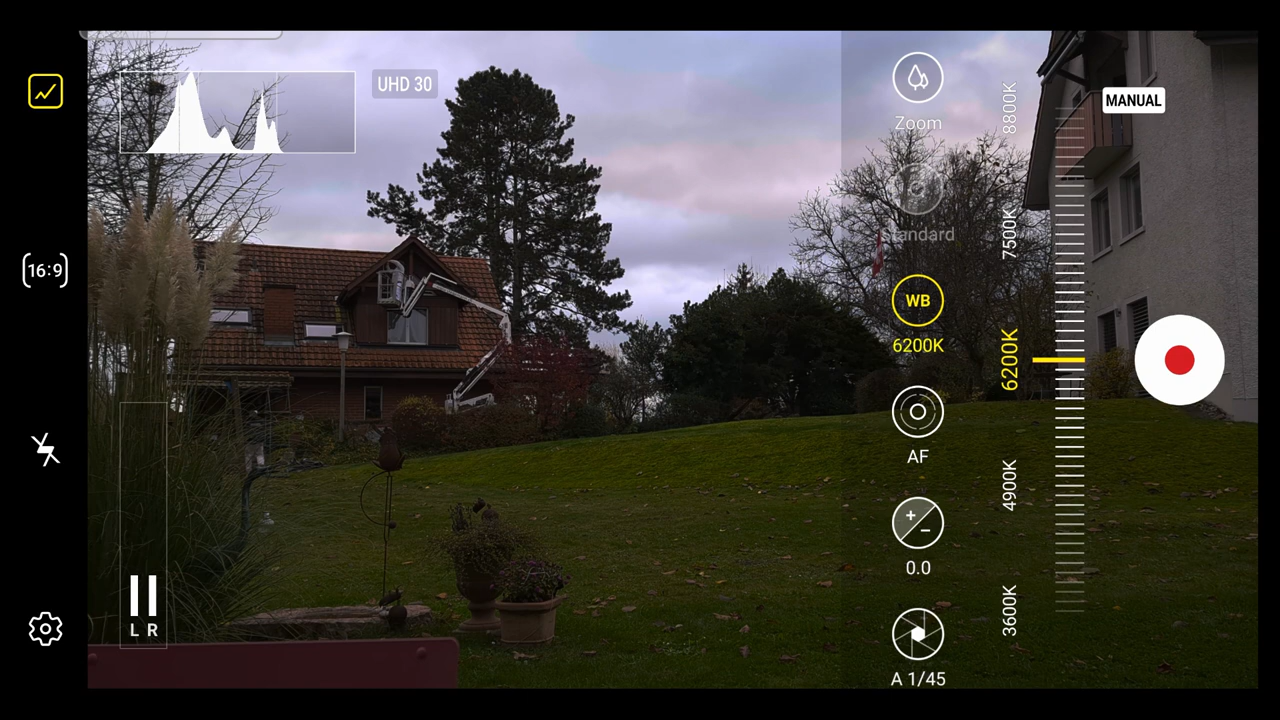 UHD 30
16:9
L R
Zoom
Standard
WB
6200K
AF
0.0
A 1/45
8800K
7500K
6200K
4900K
3600K
MANUAL